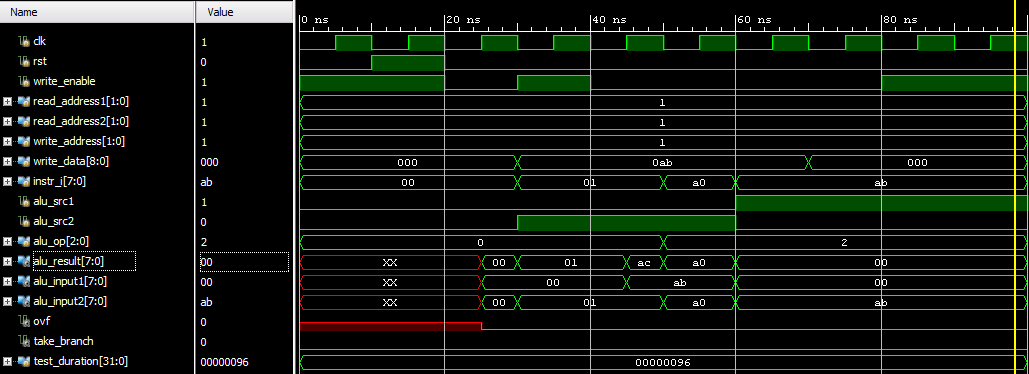 Name Value 0 ns 20 ns 40 ns 60 ns 80 ns
clk 1
rst 0
write_enable 1
read_address1[1:0] 1 1
read_address2[1:0] 1 1
write_address[1:0] 1 1
write_data[8:0] 000 000 0ab 000
instr_i[7:0] ab 00 01 a0 ab
alu_src1 1
alu_src2 0
alu_op[2:0] 2 0 2
alu_result[7:0] 00 XX 00 01 ac a0 00
alu_input1[7:0] 00 XX 00 ab 00
alu_input2[7:0] ab XX 00 01 a0 ab
ovf 0
take_branch 0
test_duration[31:0] 00000096 00000096